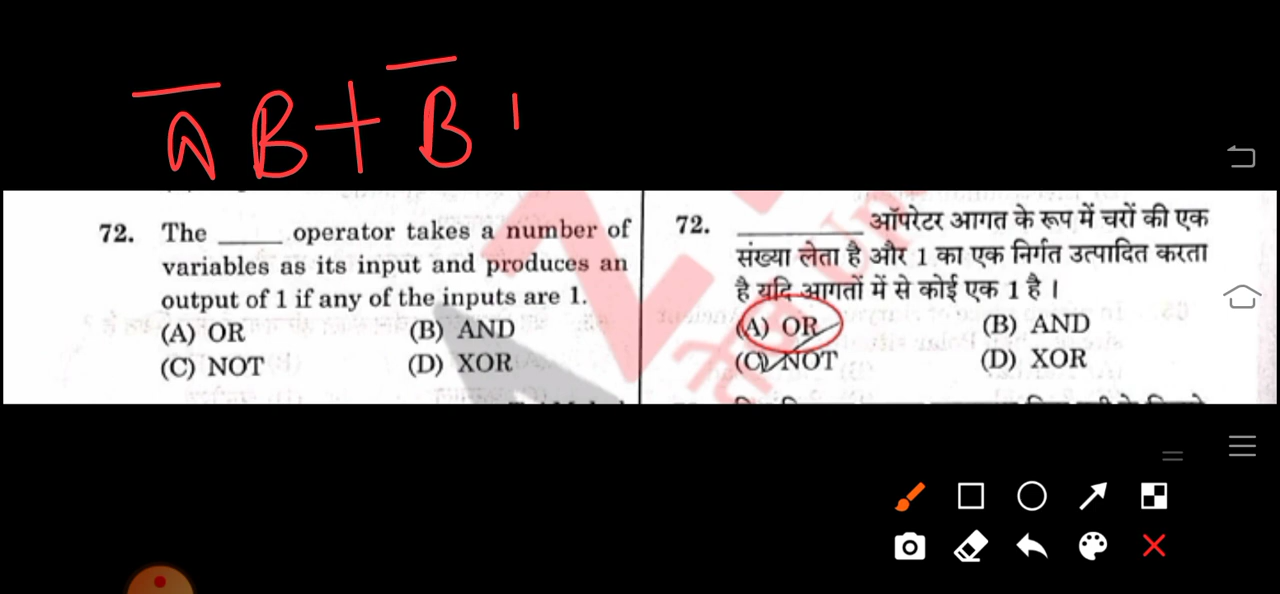 A̅ B + B̅
72. The _____ operator takes a number of
variables as its input and produces an
output of 1 if any of the inputs are 1.
(A) OR (B) AND
(C) NOT (D) XOR
72. _____ ऑपरेटर आगत के रूप में चरों की एक
संख्या लेता है और 1 का एक निर्गत उत्पादित करता
है यदि आगतों में से कोई एक 1 है ।
(A) OR (B) AND
(C) NOT (D) XOR